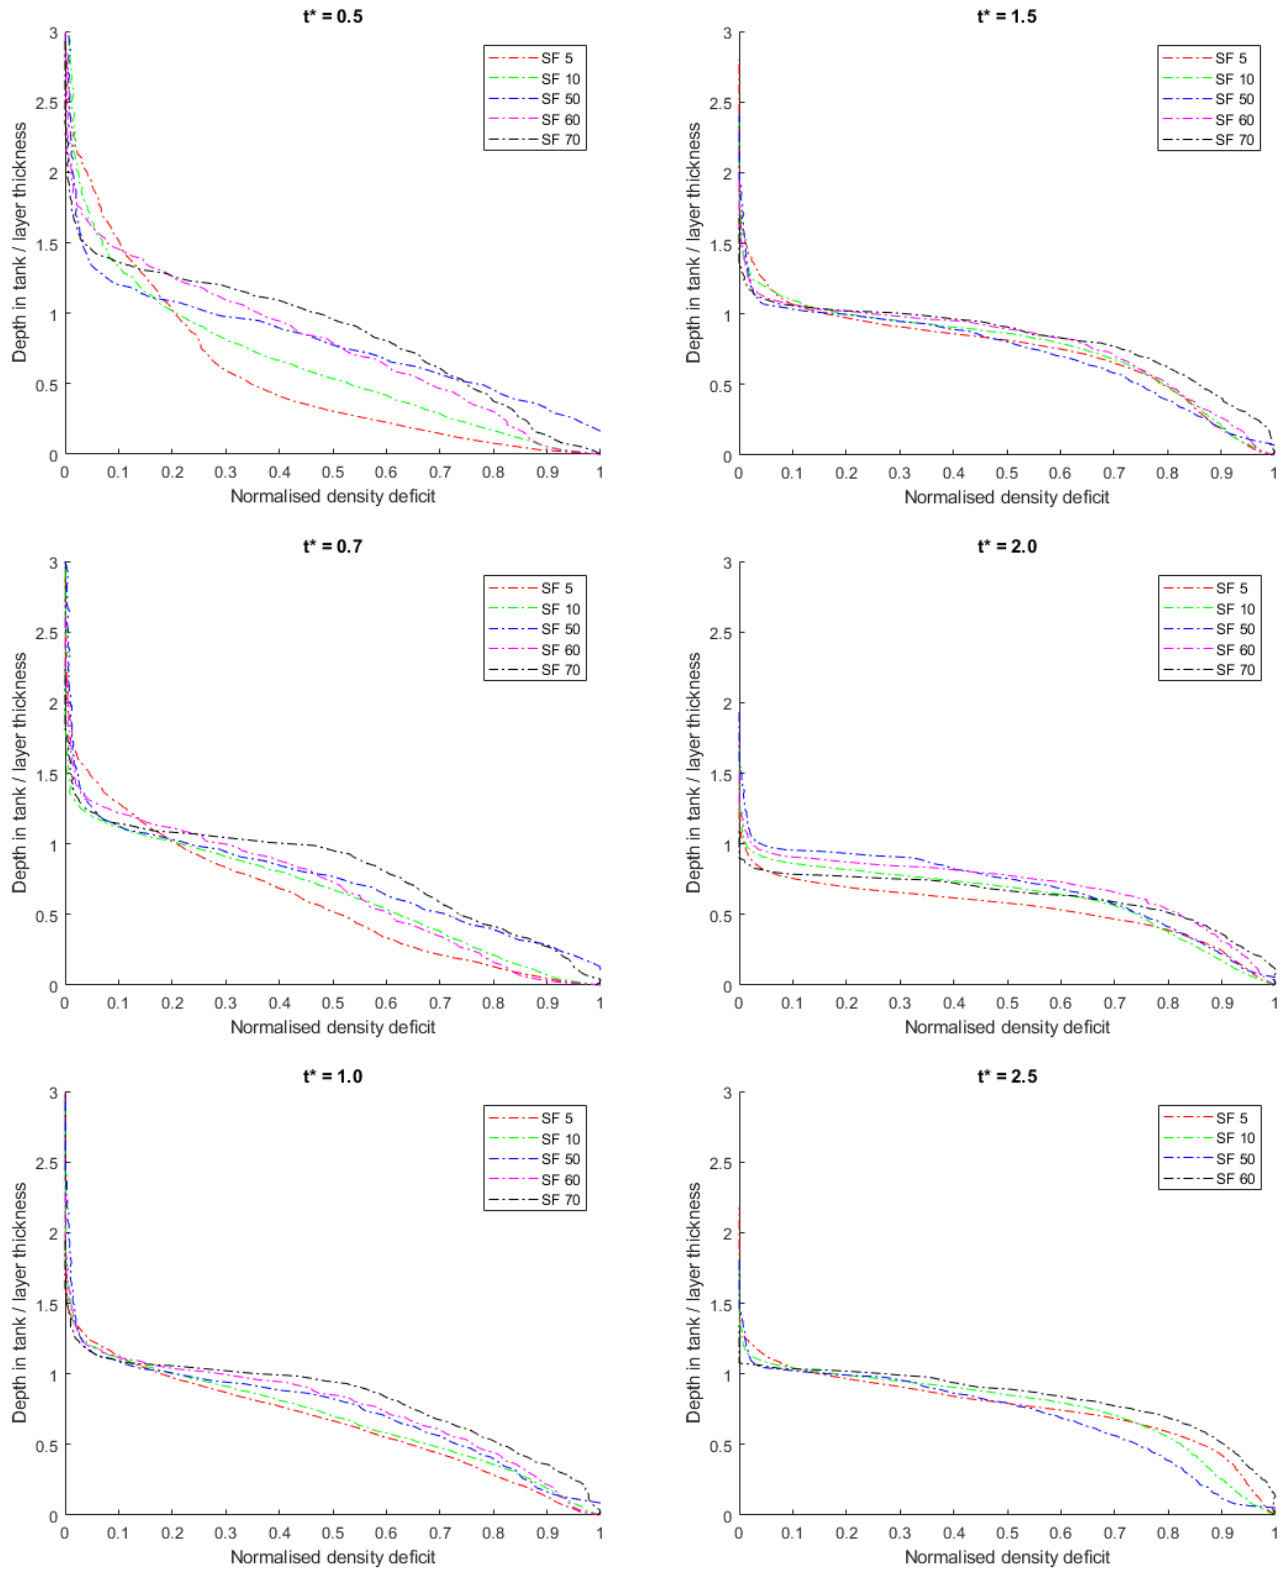 t* = 0.5
3
2.5
2
1.5
1
0.5
0
Depth in tank / layer thickness
SF 5
SF 10
SF 50
SF 60
SF 70
0 0.1 0.2 0.3 0.4 0.5 0.6 0.7 0.8 0.9 1
Normalised density deficit
t* = 1.5
3
2.5
2
1.5
1
0.5
0
Depth in tank / layer thickness
SF 5
SF 10
SF 50
SF 60
SF 70
0 0.1 0.2 0.3 0.4 0.5 0.6 0.7 0.8 0.9 1
Normalised density deficit
t* = 0.7
3
2.5
2
1.5
1
0.5
0
Depth in tank / layer thickness
SF 5
SF 10
SF 50
SF 60
SF 70
0 0.1 0.2 0.3 0.4 0.5 0.6 0.7 0.8 0.9 1
Normalised density deficit
t* = 2.0
3
2.5
2
1.5
1
0.5
0
Depth in tank / layer thickness
SF 5
SF 10
SF 50
SF 60
SF 70
0 0.1 0.2 0.3 0.4 0.5 0.6 0.7 0.8 0.9 1
Normalised density deficit
t* = 1.0
3
2.5
2
1.5
1
0.5
0
Depth in tank / layer thickness
SF 5
SF 10
SF 50
SF 60
SF 70
0 0.1 0.2 0.3 0.4 0.5 0.6 0.7 0.8 0.9 1
Normalised density deficit
t* = 2.5
3
2.5
2
1.5
1
0.5
0
Depth in tank / layer thickness
SF 5
SF 10
SF 50
SF 60
0 0.1 0.2 0.3 0.4 0.5 0.6 0.7 0.8 0.9 1
Normalised density deficit